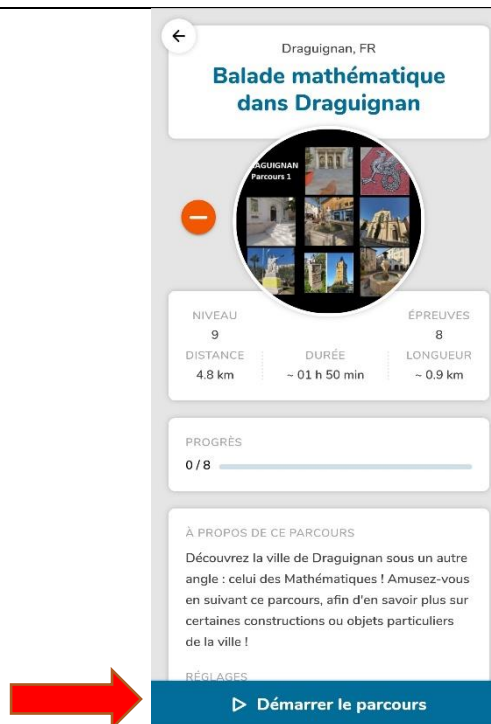 Draguignan, FR
Balade mathématique
dans Draguignan
Parcours 1
NIVEAU
9
ÉPREUVES
8
DISTANCE
4.8 km
DURÉE
~ 01 h 50 min
LONGUEUR
~ 0.9 km
PROGRÈS
0 / 8
À PROPOS DE CE PARCOURS
Découvrez la ville de Draguignan sous un autre
angle : celui des Mathématiques ! Amusez-vous
en suivant ce parcours, afin d'en savoir plus sur
certaines constructions ou objets particuliers
de la ville !
RÉGLAGES
Démarrer le parcours